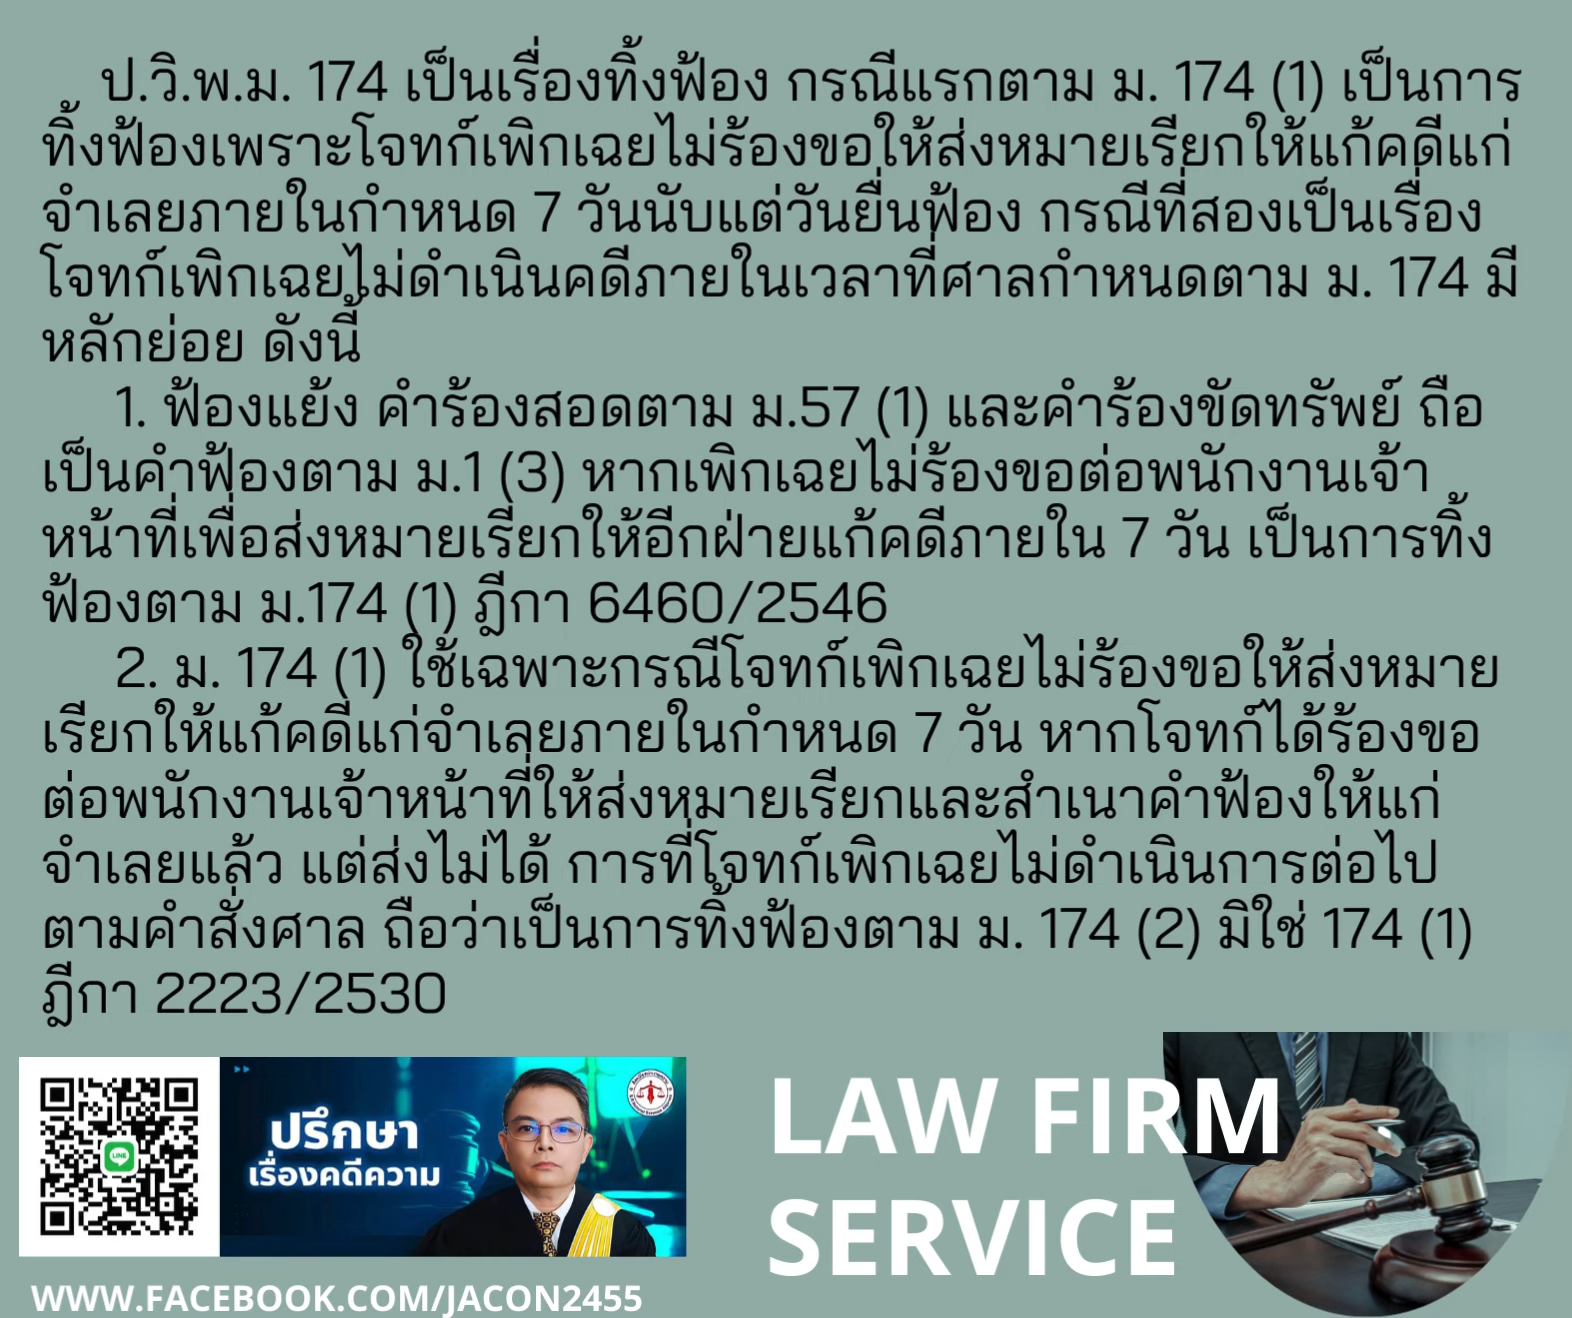 ป.วิ.พ.ม. 174 เป็นเรื่องทิ้งฟ้อง กรณีแรกตาม ม. 174 (1) เป็นการ
ทิ้งฟ้องเพราะโจทก์เพิกเฉยไม่ร้องขอให้ส่งหมายเรียกให้แก้คดีแก่
จำเลยภายในกำหนด 7 วันนับแต่วันยื่นฟ้อง กรณีที่สองเป็นเรื่อง
โจทก์เพิกเฉยไม่ดำเนินคดีภายในเวลาที่ศาลกำหนดตาม ม. 174 มี
หลักย่อย ดังนี้
1. ฟ้องแย้ง คำร้องสอดตาม ม.57 (1) และคำร้องขัดทรัพย์ ถือ
เป็นคำฟ้องตาม ม.1 (3) หากเพิกเฉยไม่ร้องขอต่อพนักงานเจ้า
หน้าที่เพื่อส่งหมายเรียกให้อีกฝ่ายแก้คดีภายใน 7 วัน เป็นการทิ้ง
ฟ้องตาม ม.174 (1) ฎีกา 6460/2546
2. ม. 174 (1) ใช้เฉพาะกรณีโจทก์เพิกเฉยไม่ร้องขอให้ส่งหมาย
เรียกให้แก้คดีแก่จำเลยภายในกำหนด 7 วัน หากโจทก์ได้ร้องขอ
ต่อพนักงานเจ้าหน้าที่ให้ส่งหมายเรียกและสำเนาคำฟ้องให้แก่
จำเลยแล้ว แต่ส่งไม่ได้ การที่โจทก์เพิกเฉยไม่ดำเนินการต่อไป
ตามคำสั่งศาล ถือว่าเป็นการทิ้งฟ้องตาม ม. 174 (2) มิใช่ 174 (1)
ฎีกา 2223/2530
LINE
ปรึกษา
เรื่องคดีความ
LAW FIRM
SERVICE
WWW.FACEBOOK.COM/JACON2455